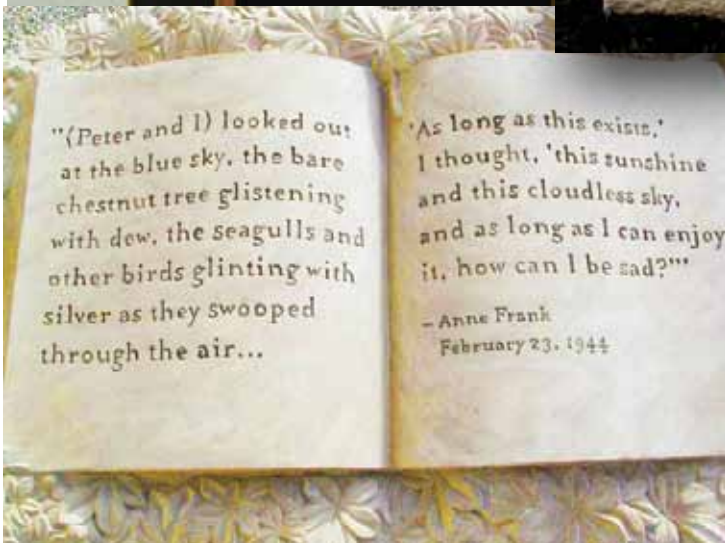 "(Peter and I) looked out
at the blue sky, the bare
chestnut tree glistening
with dew, the seagulls and
other birds glinting with
silver as they swooped
through the air...
'As long as this exists,'
I thought, 'this sunshine
and this cloudless sky,
and as long as I can enjoy
it, how can I be sad?'"
– Anne Frank
February 23, 1944